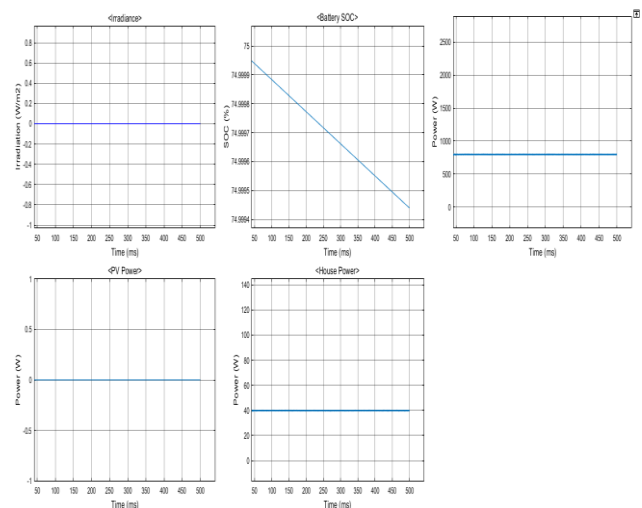 <Irradiance>
Irradiation (W/m2)
0.8
0.6
0.4
0.2
0
-0.2
-0.4
-0.6
-0.8
-1
50 100 150 200 250 300 350 400 450 500
Time (ms)
<Battery SOC>
SOC (%)
75
74.9999
74.9998
74.9997
74.9996
74.9995
74.9994
50 100 150 200 250 300 350 400 450 500
Time (ms)
Power (W)
2500
2000
1500
1000
500
0
50 100 150 200 250 300 350 400 450 500
Time (ms)
<PV Power>
Power (W)
1
0.5
0
-0.5
-1
50 100 150 200 250 300 350 400 450 500
Time (ms)
<House Power>
Power (W)
140
120
100
80
60
40
20
0
50 100 150 200 250 300 350 400 450 500
Time (ms)